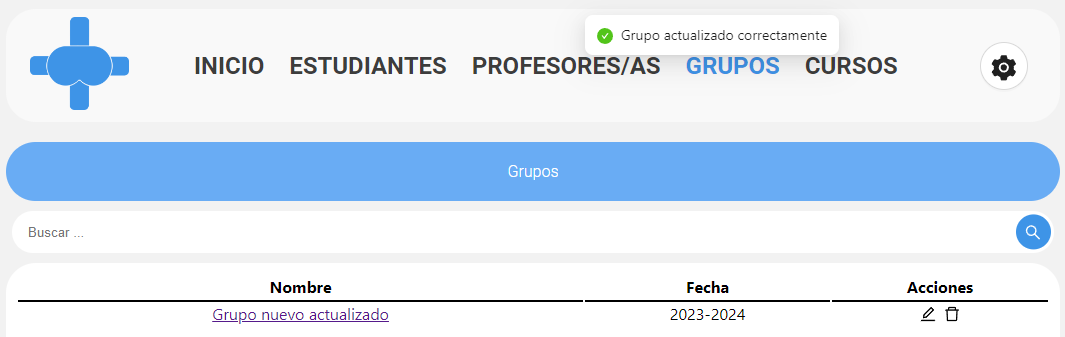 Grupo actualizado correctamente
INICIO ESTUDIANTES PROFESORES/AS GRUPOS CURSOS
Grupos
Buscar ...
Nombre Fecha Acciones
Grupo nuevo actualizado 2023-2024